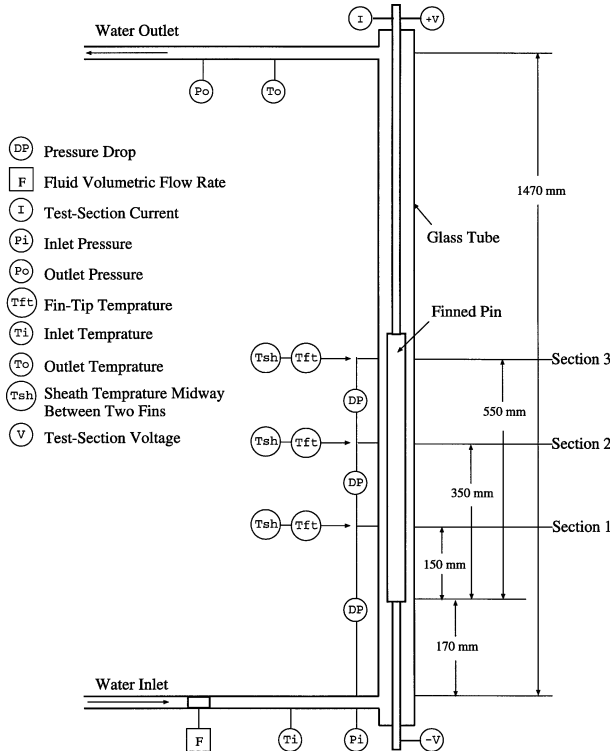 I
+V
Water Outlet
Po
To
DP Pressure Drop
F Fluid Volumetric Flow Rate
I Test-Section Current
Pi Inlet Pressure
Po Outlet Pressure
Tft Fin-Tip Temprature
Ti Inlet Temprature
To Outlet Temprature
Tsh Sheath Temprature Midway
Between Two Fins
V Test-Section Voltage
1470 mm
Glass Tube
Finned Pin
Tsh
Tft
Section 3
DP
550 mm
Tsh
Tft
Section 2
DP
350 mm
Tsh
Tft
Section 1
150 mm
DP
170 mm
Water Inlet
F
Ti
Pi
-V